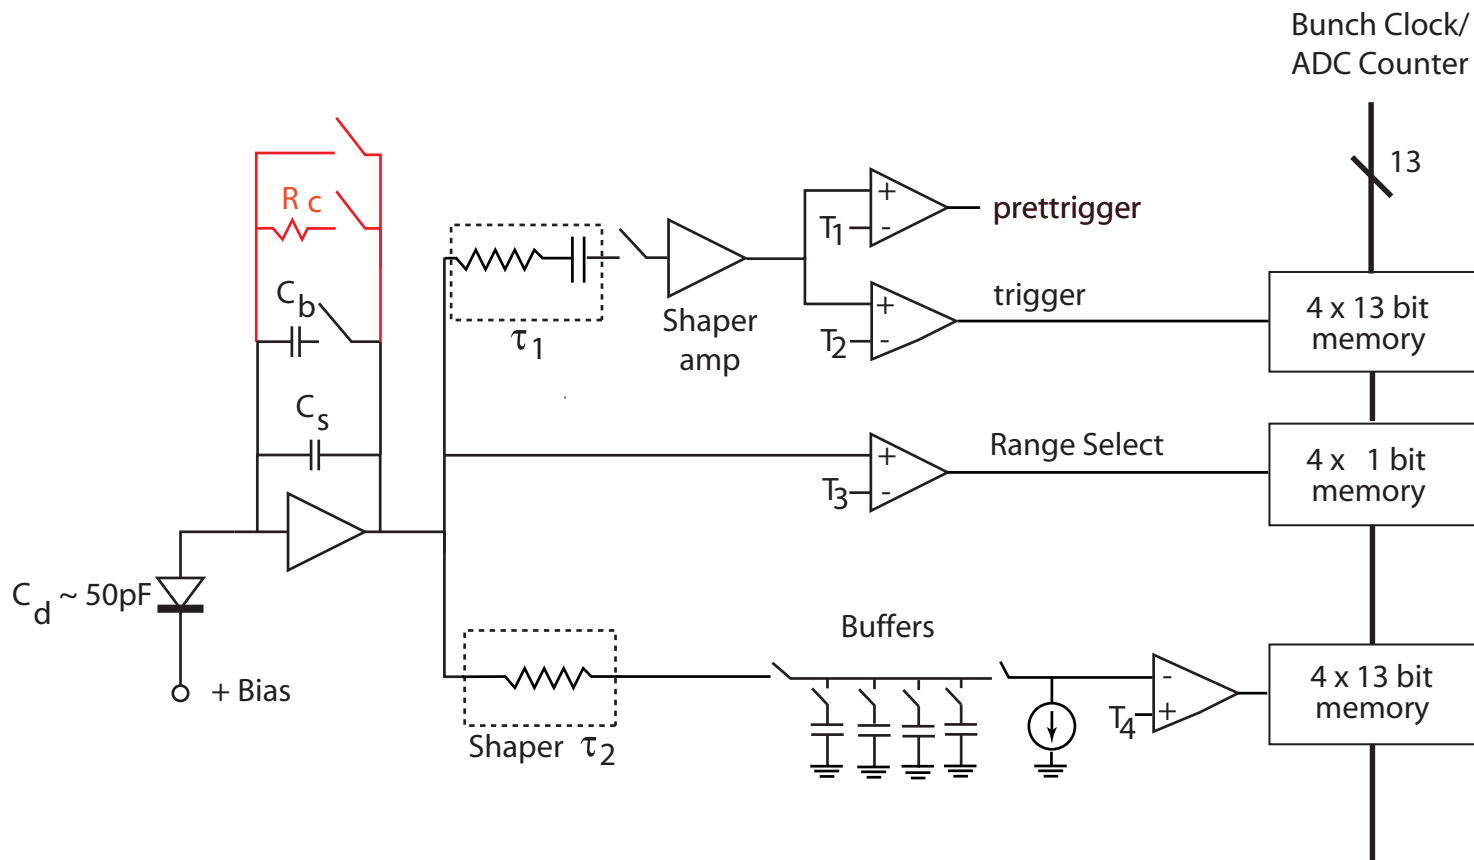 Bunch Clock/
ADC Counter
13
R c
C b
C s
τ 1
Shaper
amp
+
-
T1
prettrigger
+
-
T2
trigger
4 x 13 bit
memory
+
-
T3
Range Select
4 x 1 bit
memory
C d ~ 50pF
+ Bias
Shaper τ 2
Buffers
-
+
T4
4 x 13 bit
memory